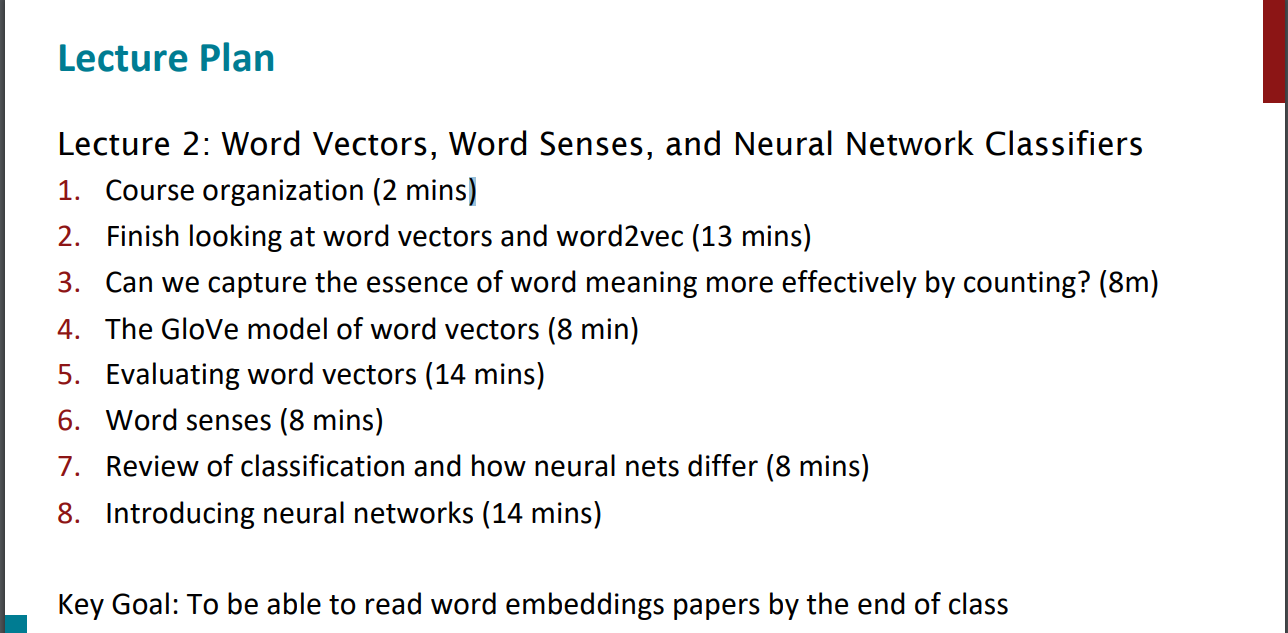 Lecture Plan
Lecture 2: Word Vectors, Word Senses, and Neural Network Classifiers
1. Course organization (2 mins)
2. Finish looking at word vectors and word2vec (13 mins)
3. Can we capture the essence of word meaning more effectively by counting? (8m)
4. The GloVe model of word vectors (8 min)
5. Evaluating word vectors (14 mins)
6. Word senses (8 mins)
7. Review of classification and how neural nets differ (8 mins)
8. Introducing neural networks (14 mins)
Key Goal: To be able to read word embeddings papers by the end of class